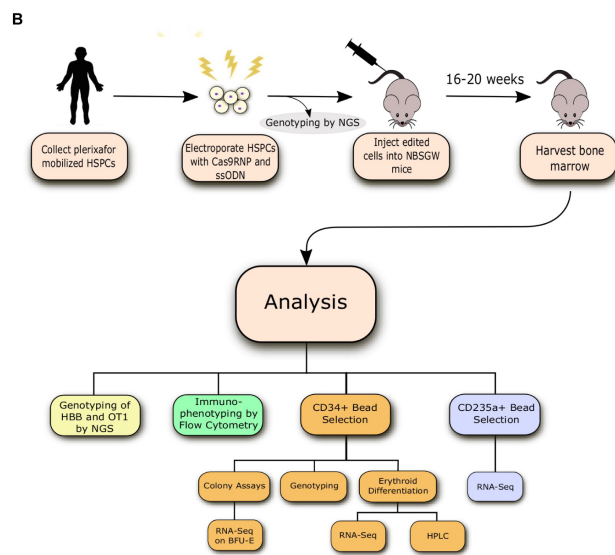 B
16-20 weeks
Genotyping by NGS
Collect plerixafor
mobilized HSPCs
Electroporate HSPCs
with Cas9RNP and
ssODN
Inject edited
cells into NBSGW
mice
Harvest bone
marrow
Analysis
Genotyping of
HBB and OT1
by NGS
Immuno-
phenotyping by
Flow Cytometry
CD34+ Bead
Selection
CD235a+ Bead
Selection
Colony Assays
Genotyping
Erythroid
Differentiation
RNA-Seq
RNA-Seq
on BFU-E
RNA-Seq
HPLC